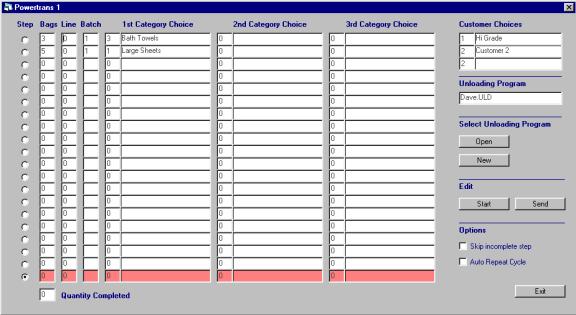 Powertrans 1
Step Bags Line Batch 1st Category Choice 2nd Category Choice 3rd Category Choice Customer Choices
3 0 1 3 Bath Towels 0 0 1 Hi Grade
5 0 1 1 Large Sheets 0 0 2 Customer 2
0 0 0 0 0 2
0 0 0 0 0
0 0 0 0 0 Unloading Program
0 0 0 0 0 Dave.ULD
0 0 0 0 0
0 0 0 0 0 Select Unloading Program
0 0 0 0 0 Open
0 0 0 0 0
0 0 0 0 0 New
0 0 0 0 0
0 0 0 0 0 Edit
0 0 0 0 0 Start Send
0 0 0 0 0
0 0 0 0 0 Options
0 0 0 0 0 Skip incomplete step
0 0 0 0 0 Auto Repeat Cycle
0 0 0 0 0
0 Quantity Completed Exit